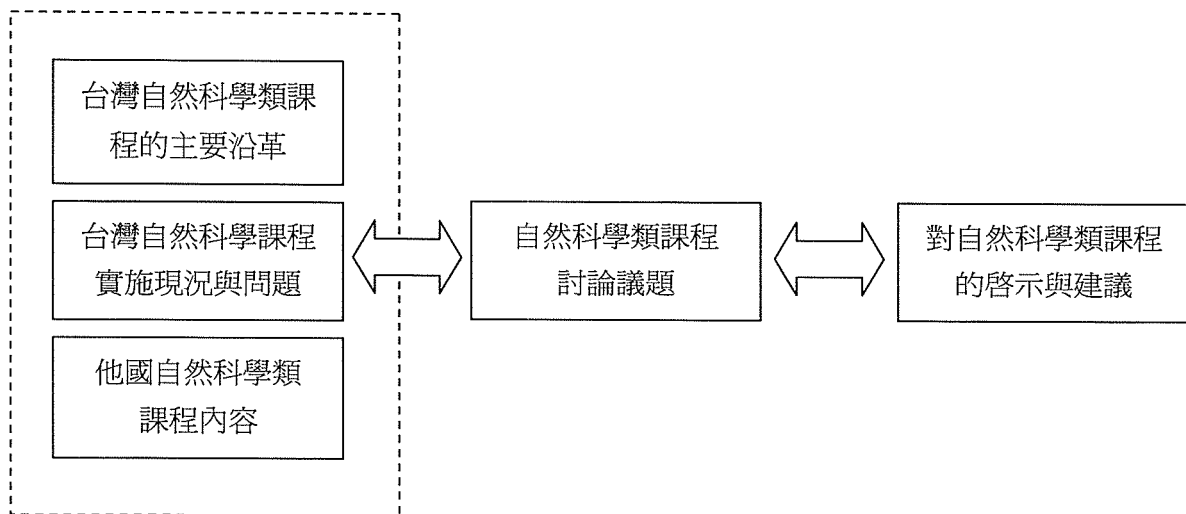 台灣自然科學類課
程的主要沿革
台灣自然科學課程
實施現況與問題
他國自然科學類
課程內容
自然科學類課程
討論議題
對自然科學類課程
的啓示與建議